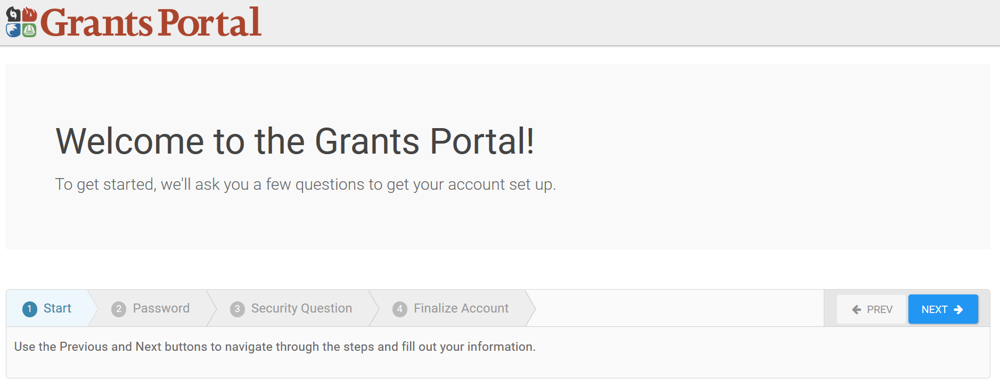 Grants Portal
Welcome to the Grants Portal!
To get started, we'll ask you a few questions to get your account set up.
1 Start 2 Password 3 Security Question 4 Finalize Account PREV NEXT
Use the Previous and Next buttons to navigate through the steps and fill out your information.